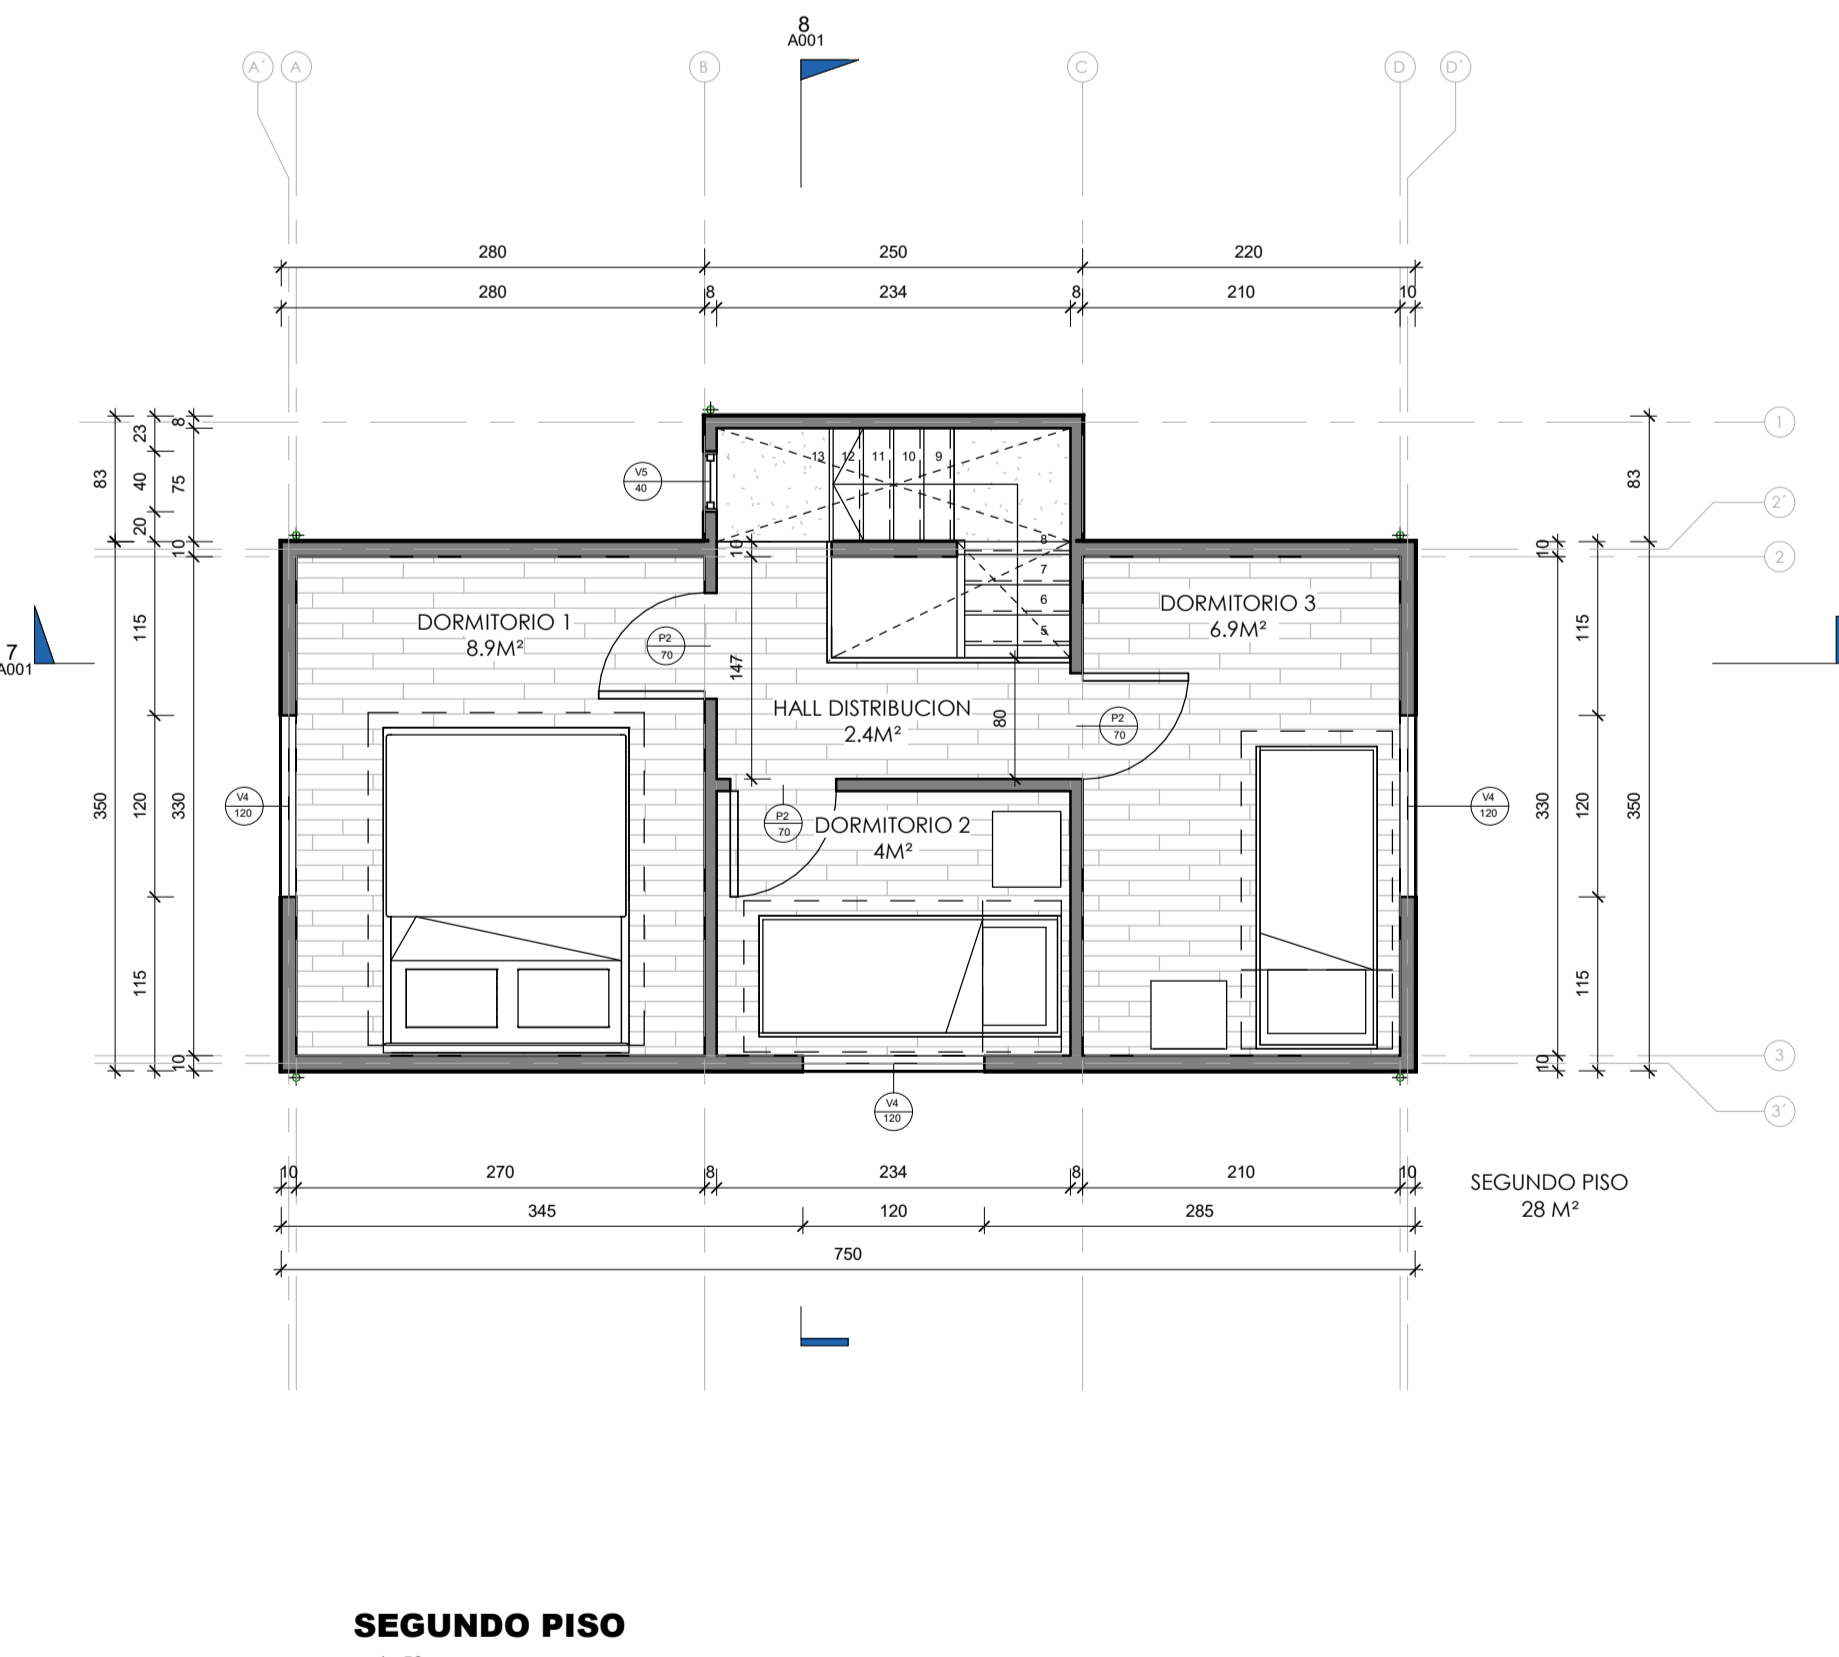 8
A001
A´ A B C D D´
280 250 220
280 8 234 8 210 10
8
23
83 40 75 83
20
10 10 10
1
2´
2
V5
40
13 12 11 10 9
8
7
6
5
DORMITORIO 1
8.9M²
P2
70
115
147
HALL DISTRIBUCION
2.4M²
80
DORMITORIO 3
6.9M²
P2
70
115
7
A001
350 120 330
V4
120
P2
70
DORMITORIO 2
4M²
V4
120
330 120 350
115 115
10 10
3
3´
V4
120
10 270 8 234 8 210 10
345 120 285
750
SEGUNDO PISO
28 M²
SEGUNDO PISO